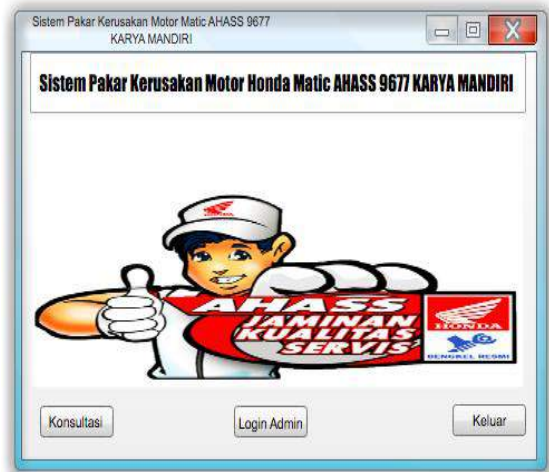 Sistem Pakar Kerusakan Motor Matic AHASS 9677
KARYA MANDIRI
Sistem Pakar Kerusakan Motor Honda Matic AHASS 9677 KARYA MANDIRI
HONDA
AHASS
JAMINAN
KUALITAS
SERVIS
HONDA
BENGKEL RESMI
Konsultasi
Login Admin
Keluar